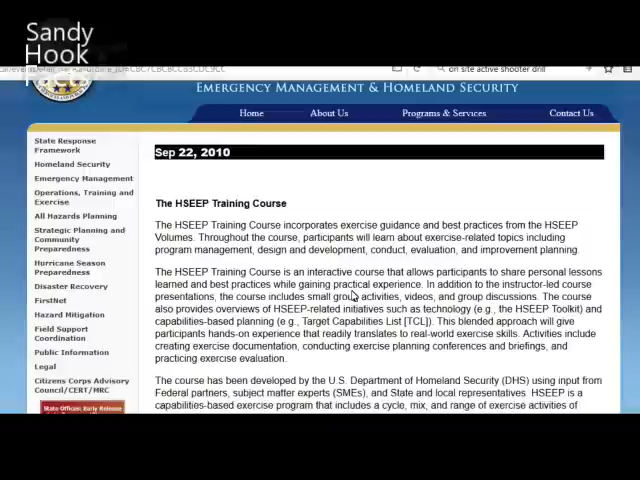 Sandy
Hook
on site active shooter drill
EMERGENCY MANAGEMENT & HOMELAND SECURITY
Home About Us Programs & Services Contact Us
State Response
Framework
Homeland Security
Emergency Management
Operations, Training and
Exercise
All Hazards Planning
Strategic Planning and
Community
Preparedness
Hurricane Season
Preparedness
Disaster Recovery
FirstNet
Hazard Mitigation
Field Support
Coordination
Public Information
Legal
Citizens Corps Advisory
Council/CERT/MRC
State Offices: Early Release
Sep 22, 2010
The HSEEP Training Course
The HSEEP Training Course incorporates exercise guidance and best practices from the HSEEP
Volumes. Throughout the course, participants will learn about exercise-related topics including
program management, design and development, conduct, evaluation, and improvement planning.
The HSEEP Training Course is an interactive course that allows participants to share personal lessons
learned and best practices while gaining practical experience. In addition to the instructor-led course
presentations, the course includes small group activities, videos, and group discussions. The course
also provides overviews of HSEEP-related initiatives such as technology (e.g., the HSEEP Toolkit) and
capabilities-based planning (e.g., Target Capabilities List [TCL]). This blended approach will give
participants hands-on experience that readily translates to real-world exercise skills. Activities include
creating exercise documentation, conducting exercise planning conferences and briefings, and
practicing exercise evaluation.
The course has been developed by the U.S. Department of Homeland Security (DHS) using input from
Federal partners, subject matter experts (SMEs), and State and local representatives. HSEEP is a
capabilities-based exercise program that includes a cycle, mix, and range of exercise activities of